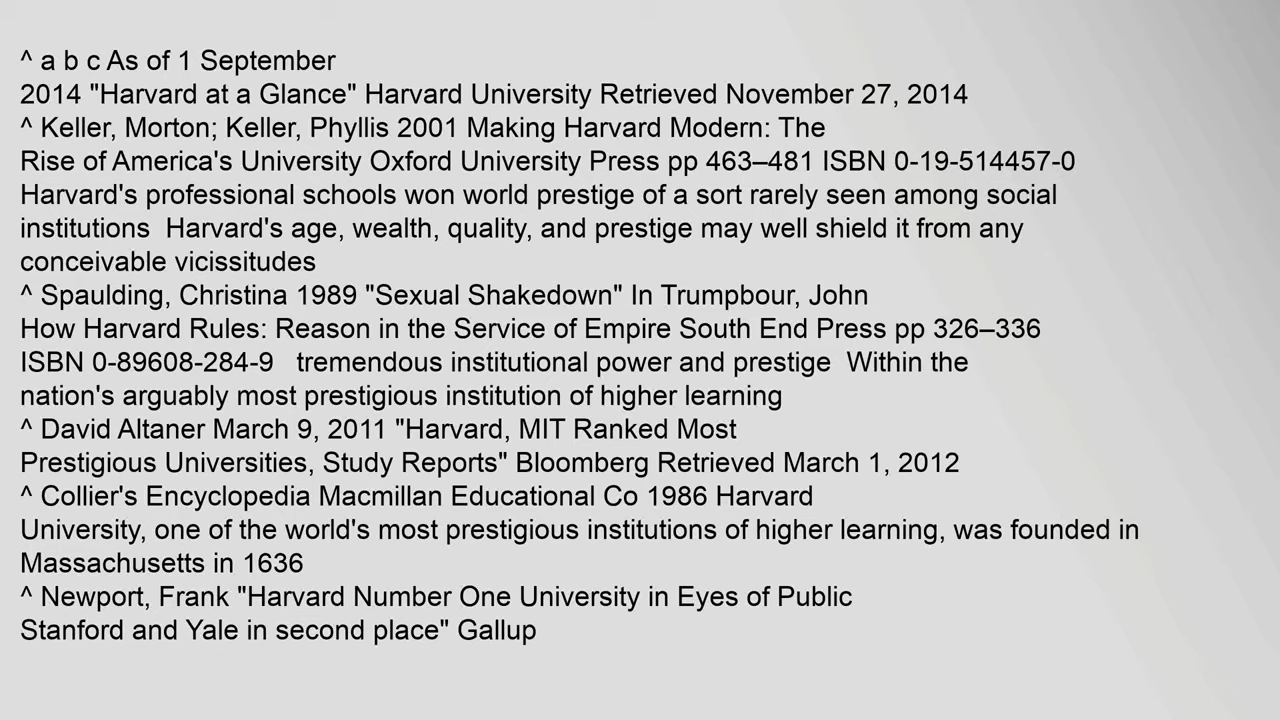 ^ a b c As of 1 September
2014 "Harvard at a Glance" Harvard University Retrieved November 27, 2014
^ Keller, Morton; Keller, Phyllis 2001 Making Harvard Modern: The
Rise of America's University Oxford University Press pp 463–481 ISBN 0-19-514457-0
Harvard's professional schools won world prestige of a sort rarely seen among social
institutions  Harvard's age, wealth, quality, and prestige may well shield it from any
conceivable vicissitudes
^ Spaulding, Christina 1989 "Sexual Shakedown" In Trumpbour, John
How Harvard Rules: Reason in the Service of Empire South End Press pp 326–336
ISBN 0-89608-284-9   tremendous institutional power and prestige  Within the
nation's arguably most prestigious institution of higher learning
^ David Altaner March 9, 2011 "Harvard, MIT Ranked Most
Prestigious Universities, Study Reports" Bloomberg Retrieved March 1, 2012
^ Collier's Encyclopedia Macmillan Educational Co 1986 Harvard
University, one of the world's most prestigious institutions of higher learning, was founded in
Massachusetts in 1636
^ Newport, Frank "Harvard Number One University in Eyes of Public
Stanford and Yale in second place" Gallup